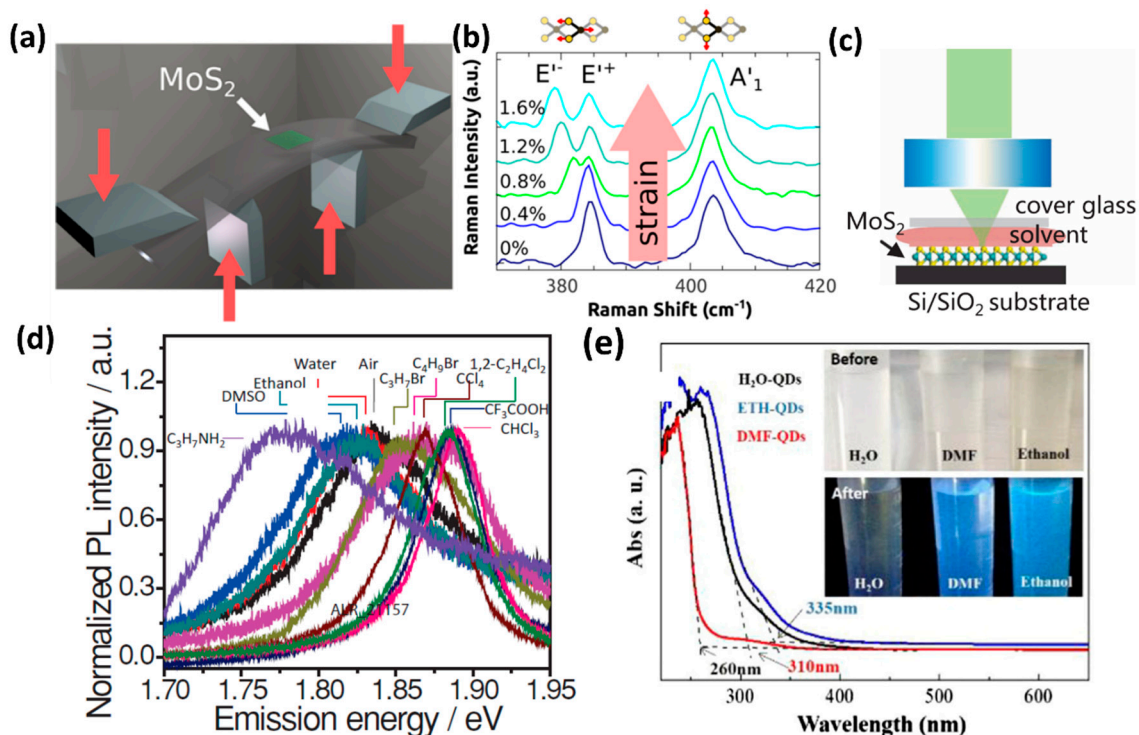 (a)
MoS2
(b)
E'- E'+
A'1
1.6%
1.2%
0.8%
0.4%
0%
strain
Raman Intensity (a.u.)
380 400 420
Raman Shift (cm-1)
(c)
cover glass
solvent
MoS2
Si/SiO2 substrate
(d)
C4H9Br 1,2-C2H4Cl2
Water Air
C3H7Br CCl4
Ethanol
DMSO
CF3COOH
CHCl3
C3H7NH2
1.2
0.9
0.6
0.3
0.0
Normalized PL intensity / a.u.
1.70 1.75 1.80 1.85 1.90 1.95
Emission energy / eV
(e)
H2O-QDs
ETH-QDs
DMF-QDs
Before
H2O DMF Ethanol
After
H2O DMF Ethanol
335nm
260nm
310nm
Abs (a. u.)
300 400 500 600
Wavelength (nm)